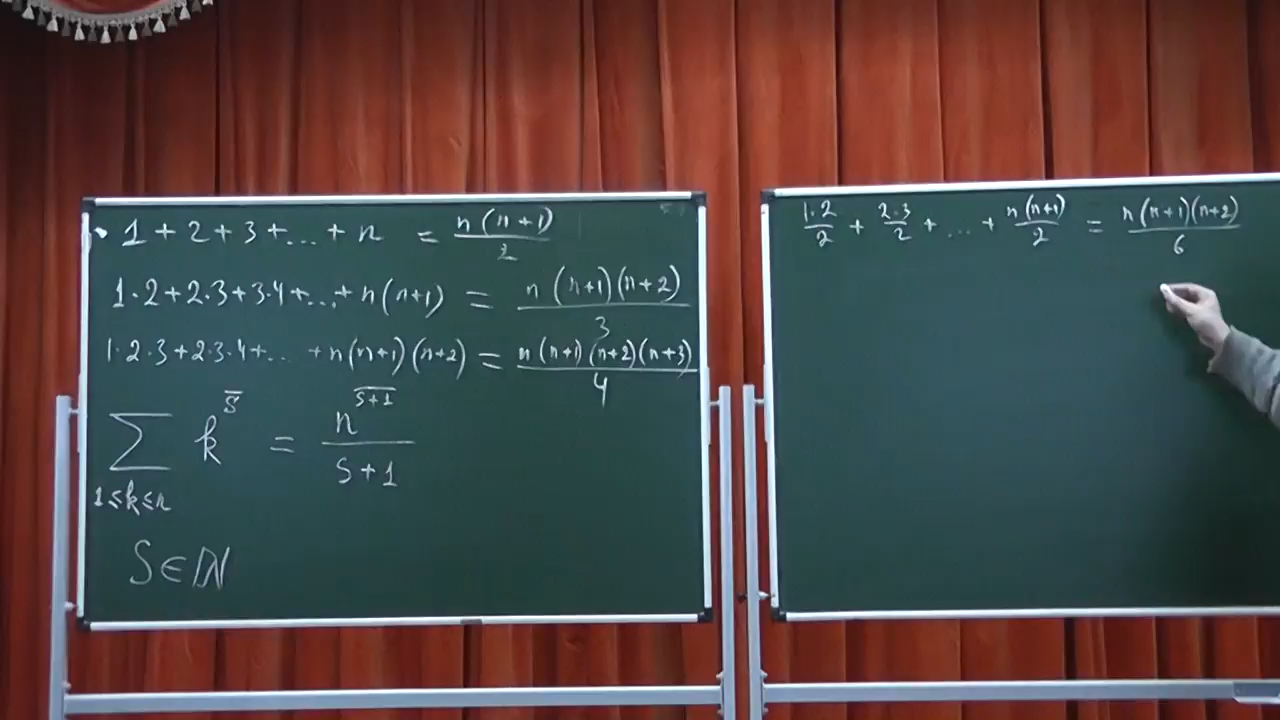 1 + 2 + 3 + ... + n = n(n+1)/2
1·2+2·3+3·4+...+n(n+1) = n(n+1)(n+2)/3
1·2·3+2·3·4+... +n(n+1)(n+2) = n(n+1)(n+2)(n+3)/4
∑_{1≤k≤n} k^{s̅} = n^{\overline{s+1}}/(s+1)
S∈ℕ
1·2/2 + 2·3/2 + ... + n(n+1)/2 = n(n+1)(n+2)/6